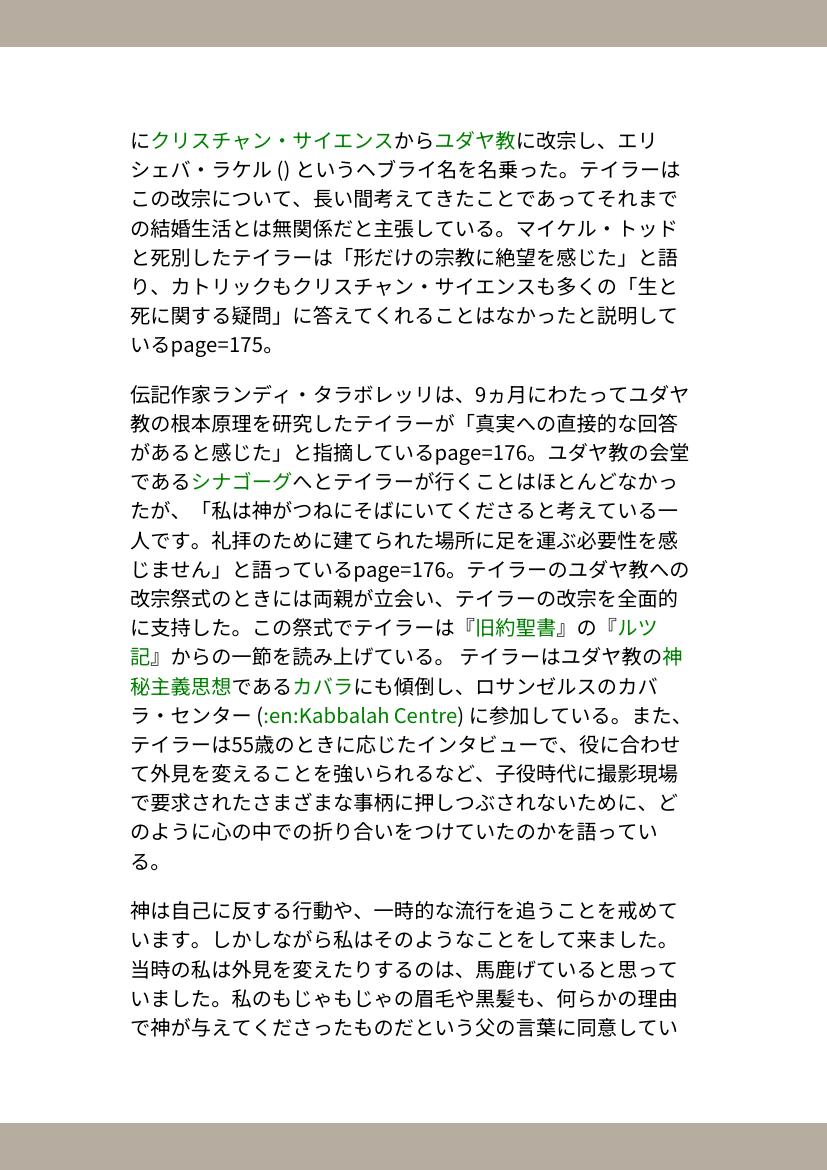 にクリスチャン・サイエンスからユダヤ教に改宗し、エリ
シェバ・ラケル () というヘブライ名を名乗った。テイラーは
この改宗について、長い間考えてきたことであってそれまで
の結婚生活とは無関係だと主張している。マイケル・トッド
と死別したテイラーは「形だけの宗教に絶望を感じた」と語
り、カトリックもクリスチャン・サイエンスも多くの「生と
死に関する疑問」に答えてくれることはなかったと説明して
いるpage=175。
伝記作家ランディ・タラボレッリは、9ヵ月にわたってユダヤ
教の根本原理を研究したテイラーが「真実への直接的な回答
があると感じた」と指摘しているpage=176。ユダヤ教の会堂
であるシナゴーグへとテイラーが行くことはほとんどなかっ
たが、「私は神がつねにそばにいてくださると考えている一
人です。礼拝のために建てられた場所に足を運ぶ必要性を感
じません」と語っているpage=176。テイラーのユダヤ教への
改宗祭式のときには両親が立会い、テイラーの改宗を全面的
に支持した。この祭式でテイラーは『旧約聖書』の『ルツ
記』からの一節を読み上げている。 テイラーはユダヤ教の神
秘主義思想であるカバラにも傾倒し、ロサンゼルスのカバ
ラ・センター (:en:Kabbalah Centre) に参加している。また、
テイラーは55歳のときに応じたインタビューで、役に合わせ
て外見を変えることを強いられるなど、子役時代に撮影現場
で要求されたさまざまな事柄に押しつぶされないために、ど
のように心の中での折り合いをつけていたのかを語ってい
る。
神は自己に反する行動や、一時的な流行を追うことを戒めて
います。しかしながら私はそのようなことをして来ました。
当時の私は外見を変えたりするのは、馬鹿げていると思って
いました。私のもじゃもじゃの眉毛や黒髪も、何らかの理由
で神が与えてくださったものだという父の言葉に同意してい